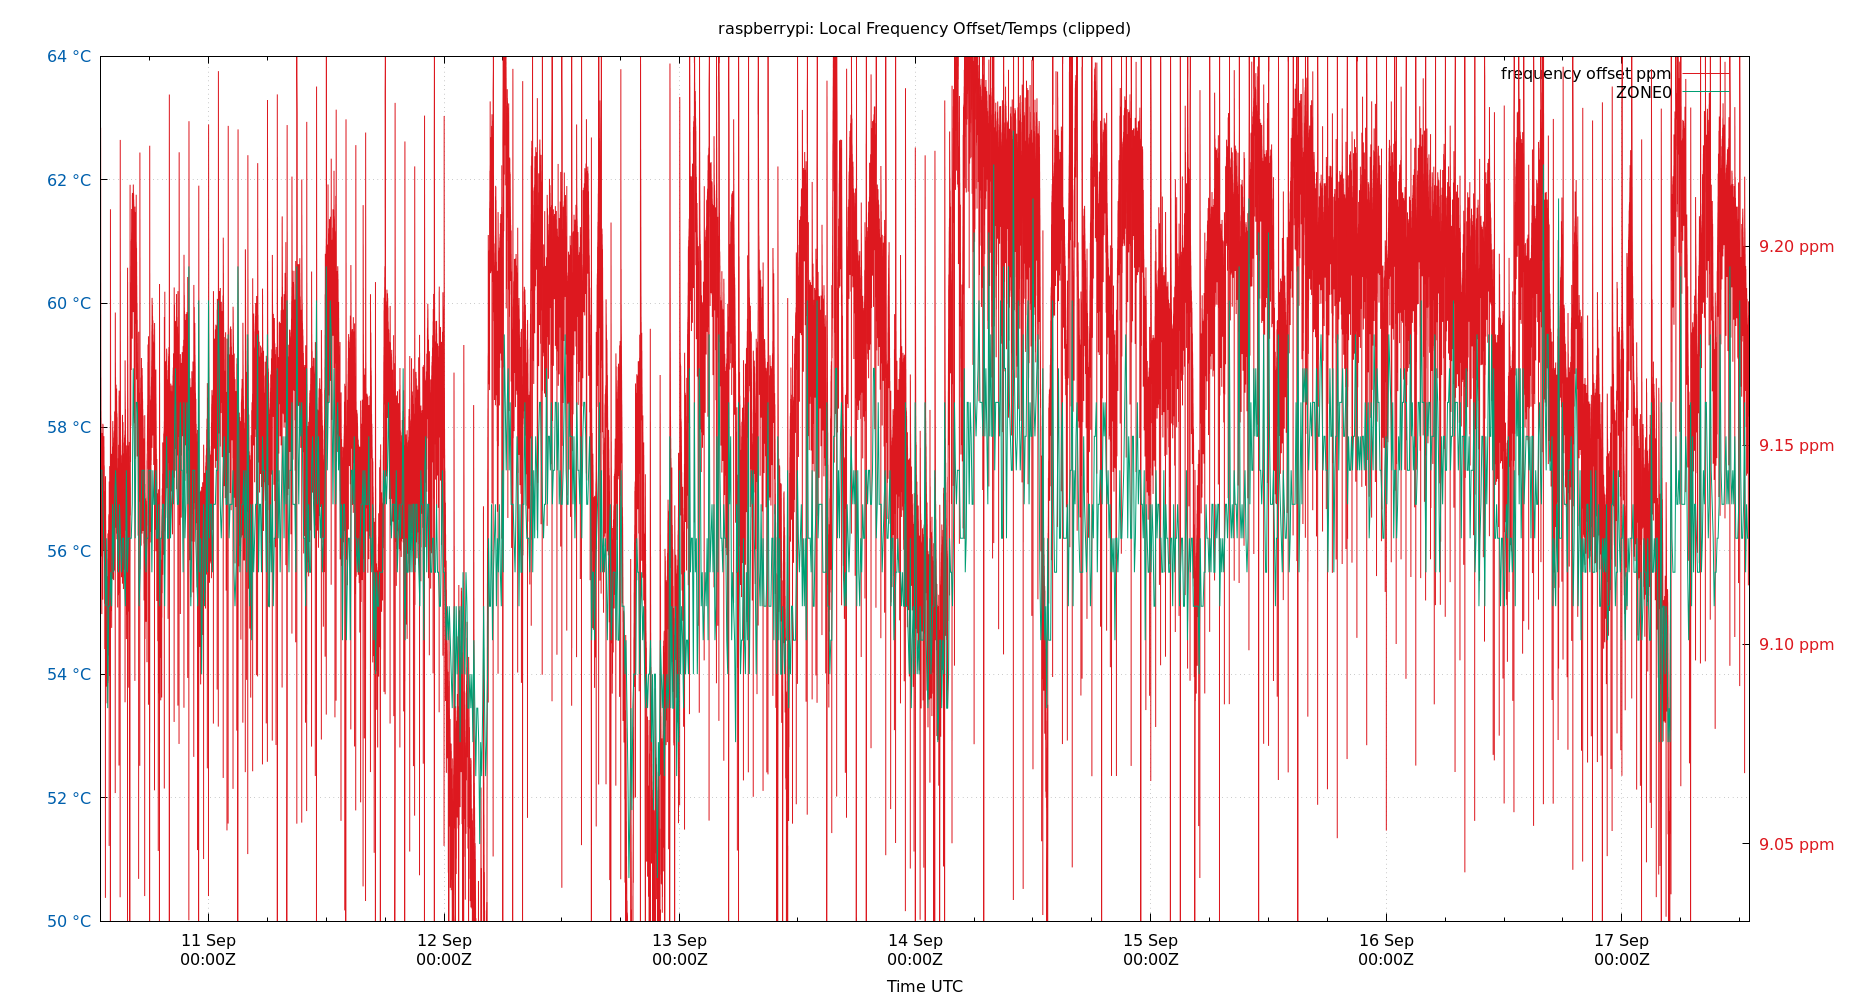 raspberrypi: Local Frequency Offset/Temps (clipped)
64 °C
62 °C
60 °C
58 °C
56 °C
54 °C
52 °C
50 °C
frequency offset ppm
ZONE0
9.20 ppm
9.15 ppm
9.10 ppm
9.05 ppm
11 Sep 12 Sep 13 Sep 14 Sep 15 Sep 16 Sep 17 Sep
00:00Z 00:00Z 00:00Z 00:00Z 00:00Z 00:00Z 00:00Z
Time UTC